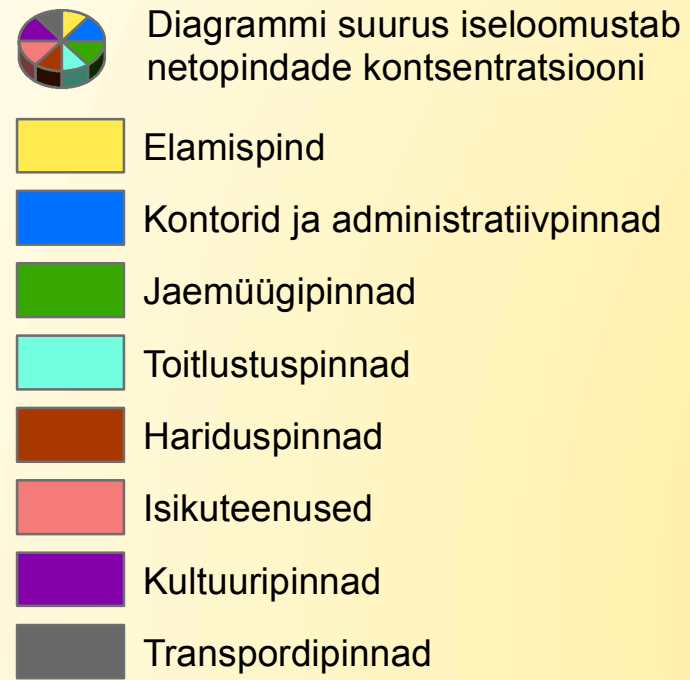 Diagrammi suurus iseloomustab
netopindade kontsentratsiooni
Elamispind
Kontorid ja administratiivpinnad
Jaemüügipinnad
Toitlustuspinnad
Hariduspinnad
Isikuteenused
Kultuuripinnad
Transpordipinnad